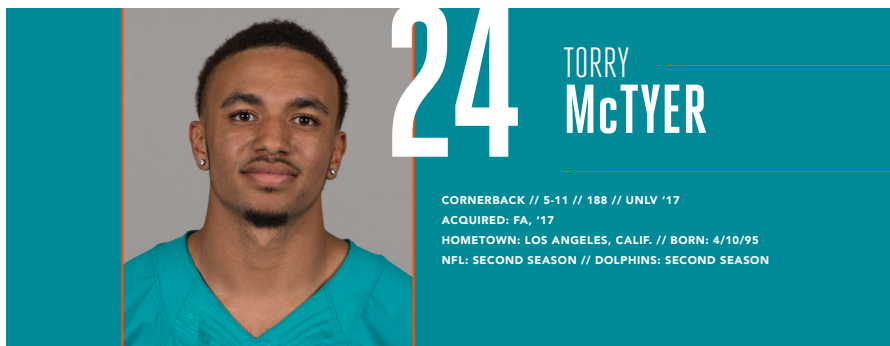 24
TORRY
McTYER
CORNERBACK // 5-11 // 188 // UNLV ’17
ACQUIRED: FA, ‘17
HOMETOWN: LOS ANGELES, CALIF. // BORN: 4/10/95
NFL: SECOND SEASON // DOLPHINS: SECOND SEASON